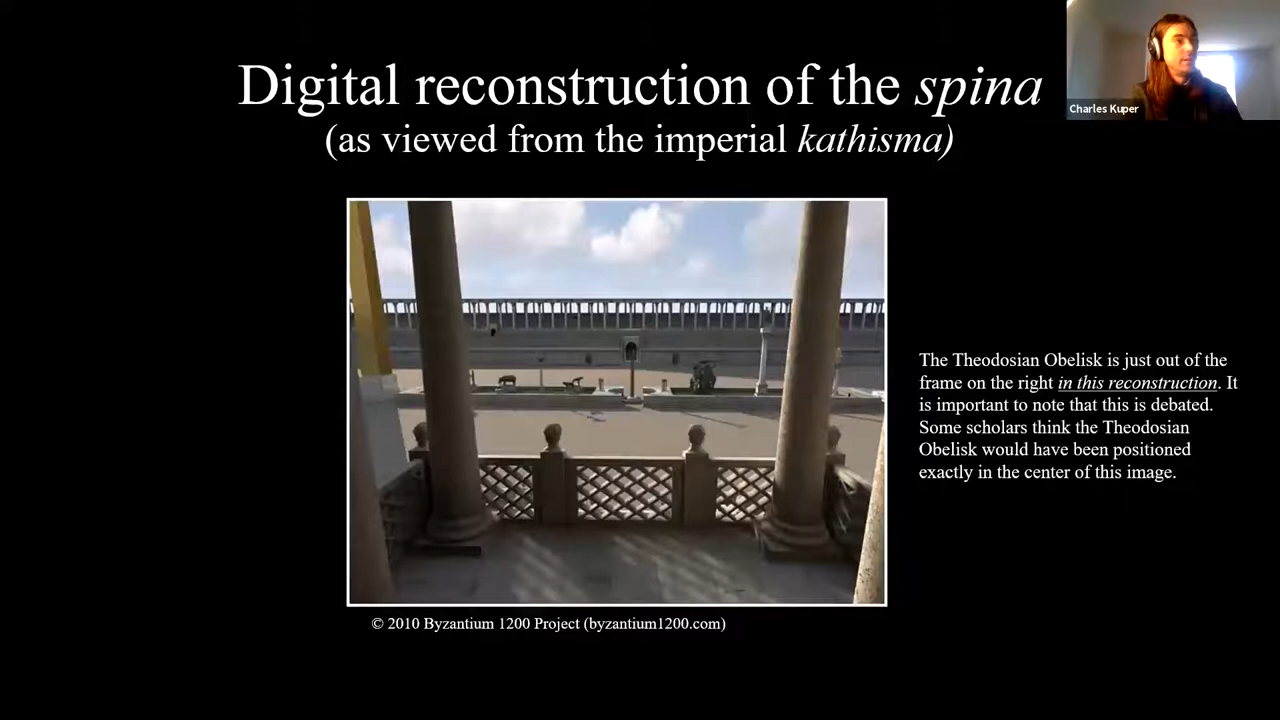 Digital reconstruction of the spina
(as viewed from the imperial kathisma)
Charles Kuper
The Theodosian Obelisk is just out of the
frame on the right in this reconstruction. It
is important to note that this is debated.
Some scholars think the Theodosian
Obelisk would have been positioned
exactly in the center of this image.
© 2010 Byzantium 1200 Project (byzantium1200.com)